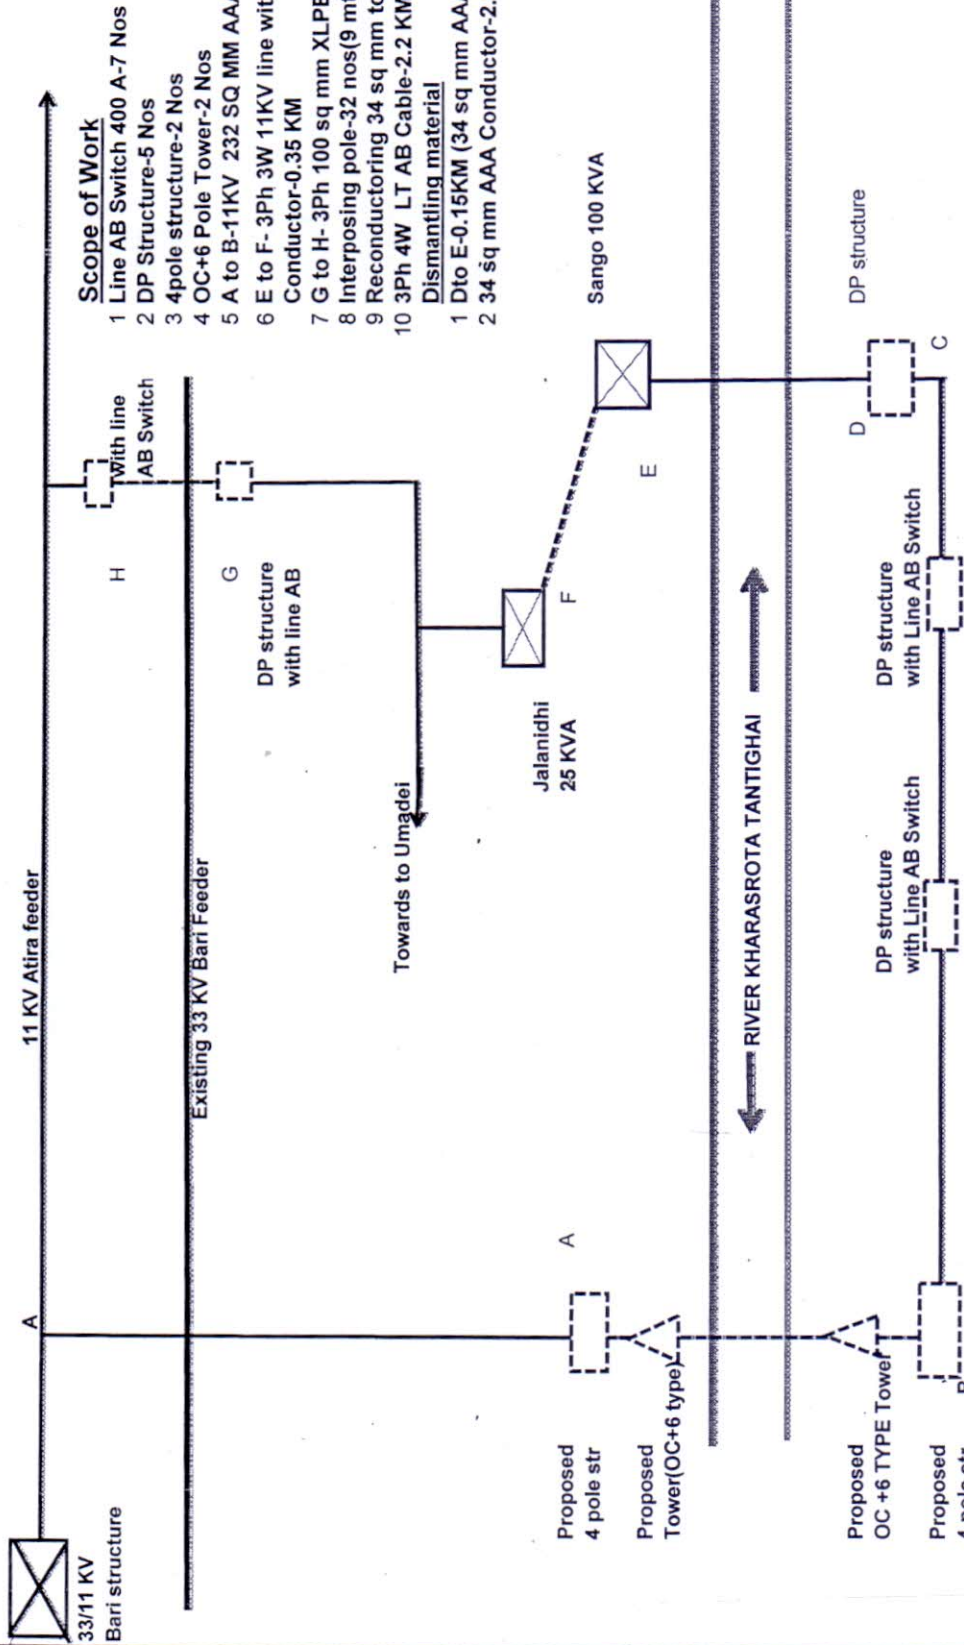 11 KV Atira feeder
A
33/11 KV
Bari structure
Existing 33 KV Bari Feeder
H
With line
AB Switch
G
DP structure
with line AB
Towards to Umadei
Jalanidhi
25 KVA
F
E
Sango 100 KVA
A
Proposed
4 pole str
Proposed
Tower(OC+6 type)
RIVER KHARASROTA TANTIGHAI
Proposed
OC +6 TYPE Tower
Proposed
DP structure
with Line AB Switch
DP structure
with Line AB Switch
D
C
DP structure
Scope of Work
1 Line AB Switch 400 A-7 Nos
2 DP Structure-5 Nos
3 4pole structure-2 Nos
4 OC+6 Pole Tower-2 Nos
5 A to B-11KV 232 SQ MM
6 E to F- 3Ph 3W 11KV line
Conductor-0.35 KM
7 G to H- 3Ph 100 sq mm
8 Interposing pole-32 nos(9
9 Reconductoring 34 sq mm
10 3Ph 4W LT AB Cable-2.2
Dismantling material
1 Dto E-0.15KM (34 sq mm
2 34 sq mm AAA Conductor-2.